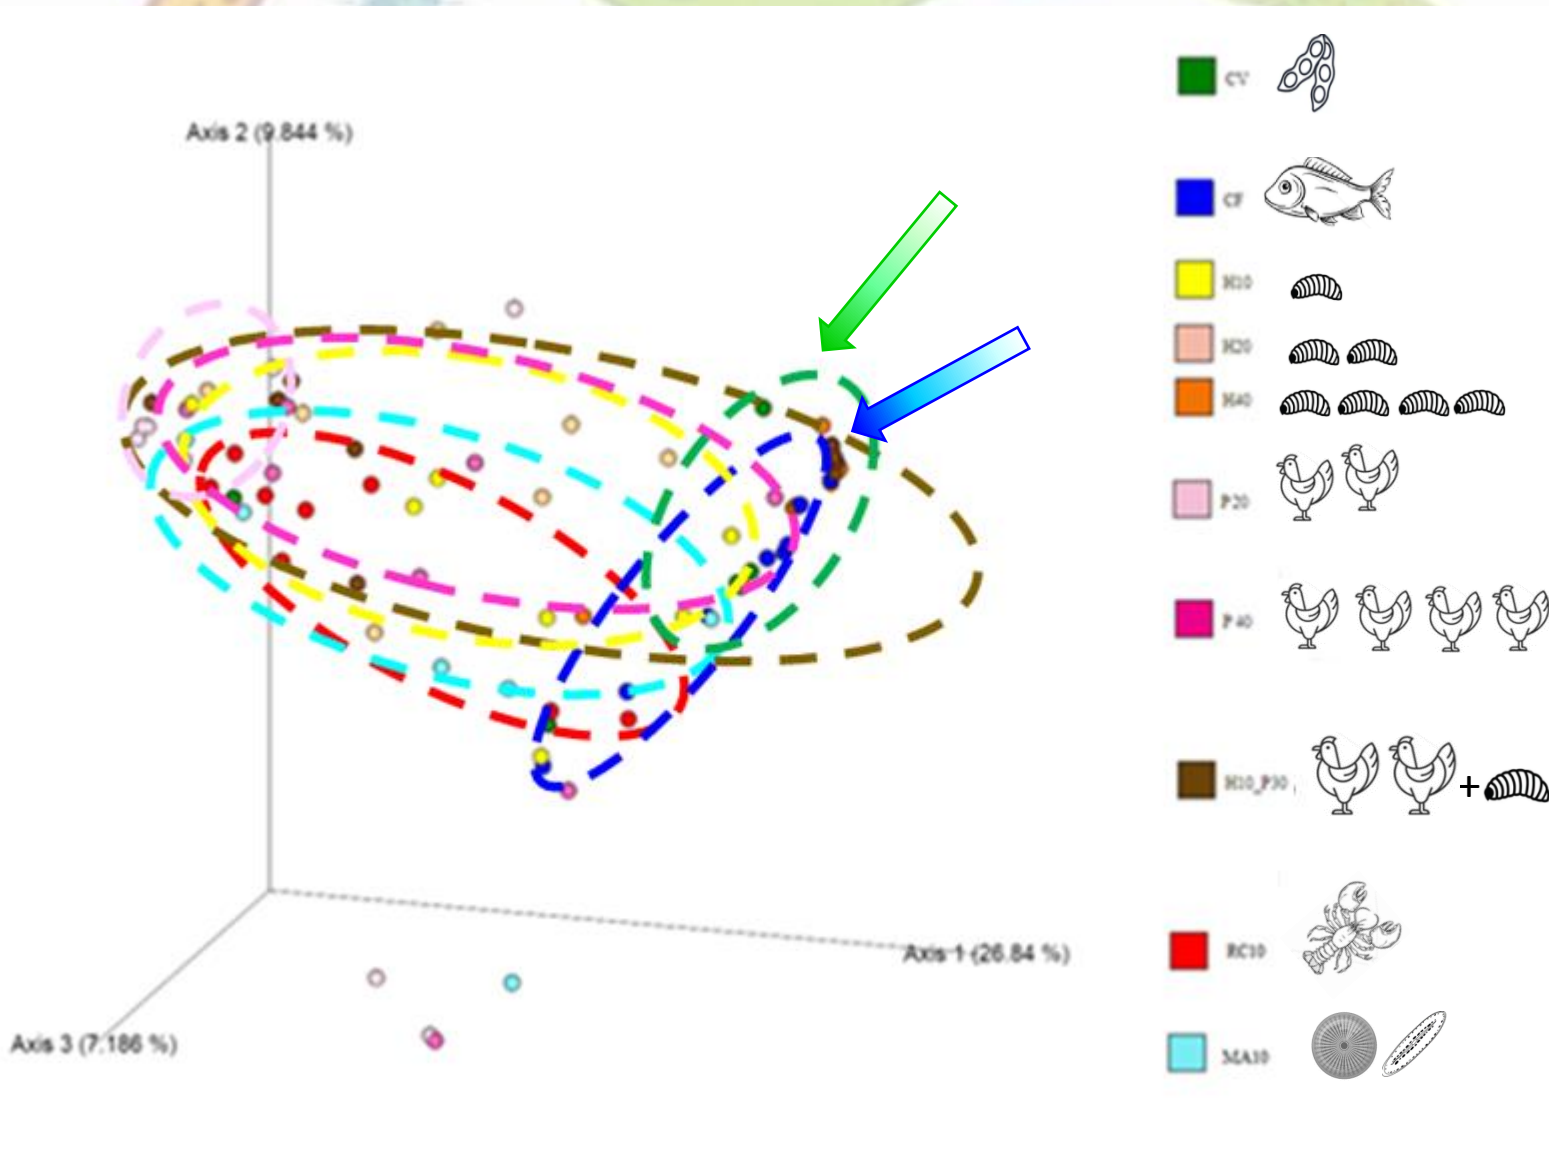 Axis 2 (9.844 %)
Axis 1 (26.84 %)
Axis 3 (7.186 %)
CV
CF
H10
H20
H40
P20
P40
H10_P30
+
RC10
MA10